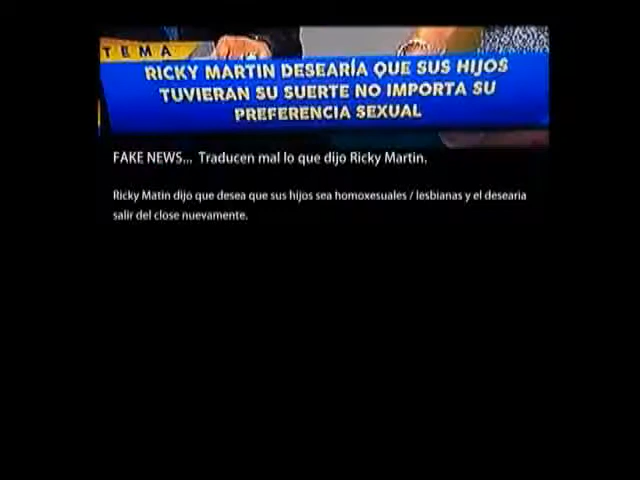 TEMA
RICKY MARTIN DESEARÍA QUE SUS HIJOS
TUVIERAN SU SUERTE NO IMPORTA SU
PREFERENCIA SEXUAL
FAKE NEWS... Traducen mal lo que dijo Ricky Martin.
Ricky Matin dijo que desea que sus hijos sea homoxesuales / lesbianas y el desearia
salir del close nuevamente.